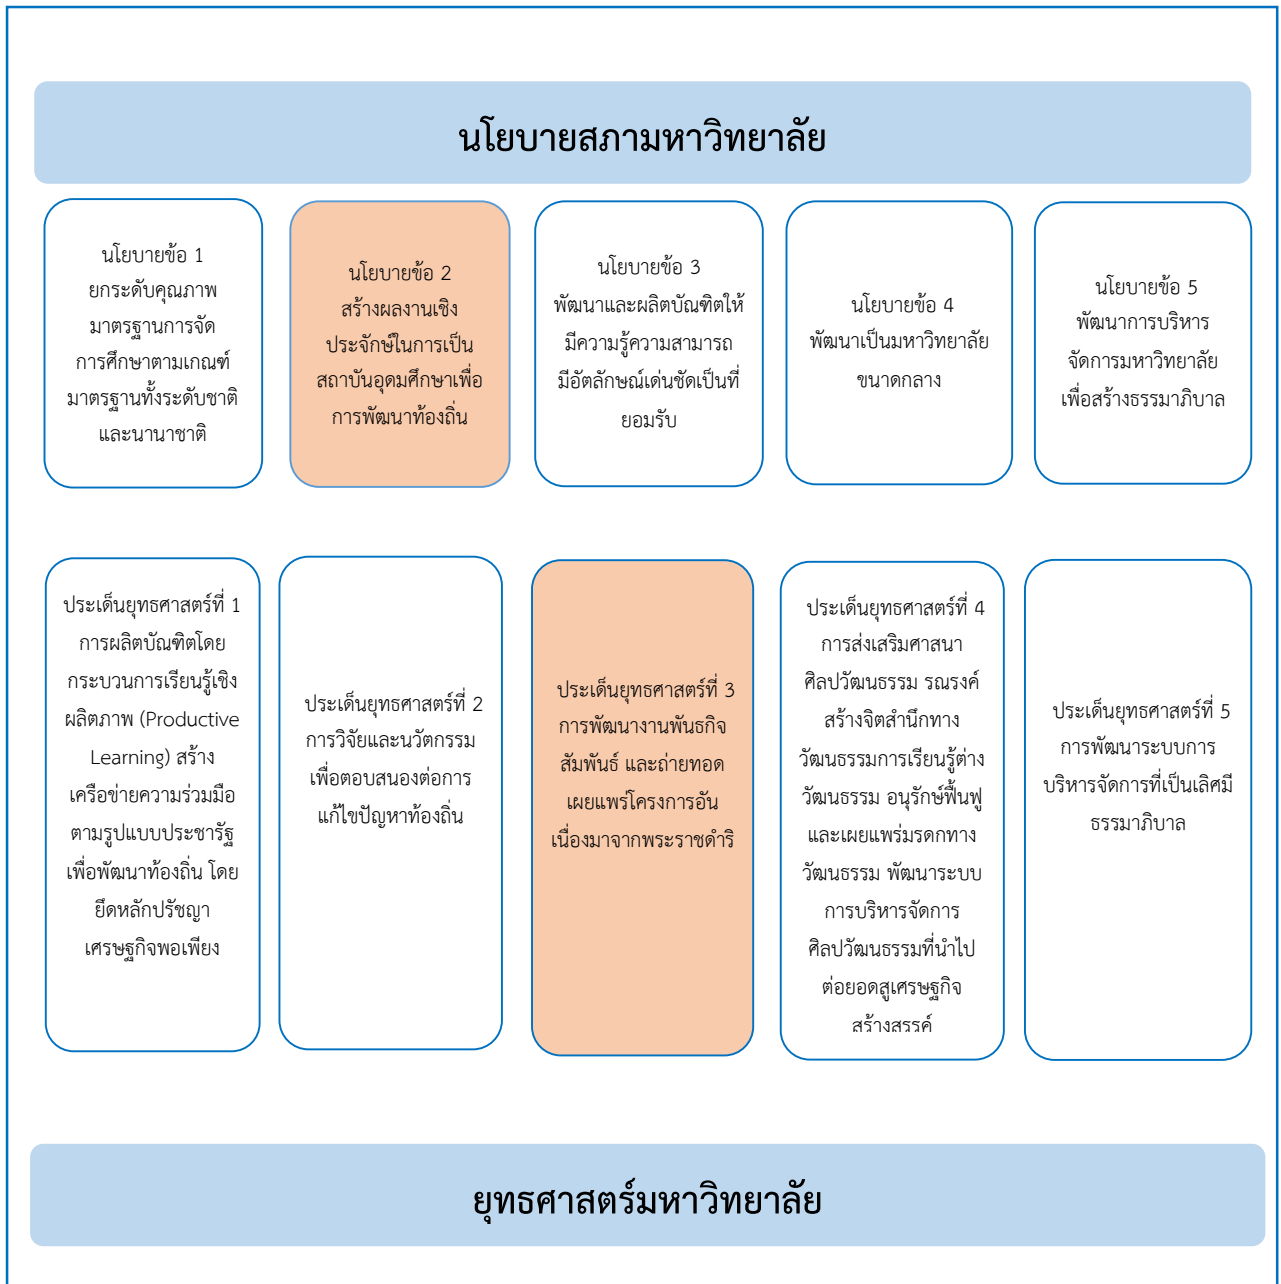 นโยบายสภามหาวิทยาลัย
นโยบายข้อ 1
ยกระดับคุณภาพ
มาตรฐานการจัด
การศึกษาตามเกณฑ์
มาตรฐานทั้งระดับชาติ
และนานาชาติ
นโยบายข้อ 2
สร้างผลงานเชิง
ประจักษ์ในการเป็น
สถาบันอุดมศึกษาเพื่อ
การพัฒนาท้องถิ่น
นโยบายข้อ 3
พัฒนาและผลิตบัณฑิตให้
มีความรู้ความสามารถ
มีอัตลักษณ์เด่นชัดเป็นที่
ยอมรับ
นโยบายข้อ 4
พัฒนาเป็นมหาวิทยาลัย
ขนาดกลาง
นโยบายข้อ 5
พัฒนาการบริหาร
จัดการมหาวิทยาลัย
เพื่อสร้างธรรมาภิบาล
ประเด็นยุทธศาสตร์ที่ 1
การผลิตบัณฑิตโดย
กระบวนการเรียนรู้เชิง
ผลิตภาพ (Productive
Learning) สร้าง
เครือข่ายความร่วมมือ
ตามรูปแบบประชารัฐ
เพื่อพัฒนาท้องถิ่น โดย
ยึดหลักปรัชญา
เศรษฐกิจพอเพียง
ประเด็นยุทธศาสตร์ที่ 2
การวิจัยและนวัตกรรม
เพื่อตอบสนองต่อการ
แก้ไขปัญหาท้องถิ่น
ประเด็นยุทธศาสตร์ที่ 3
การพัฒนางานพันธกิจ
สัมพันธ์ และถ่ายทอด
เผยแพร่โครงการอัน
เนื่องมาจากพระราชดำริ
ประเด็นยุทธศาสตร์ที่ 4
การส่งเสริมศาสนา
ศิลปวัฒนธรรม รณรงค์
สร้างจิตสำนึกทาง
วัฒนธรรมการเรียนรู้ต่าง
วัฒนธรรม อนุรักษ์ฟื้นฟู
และเผยแพร่มรดกทาง
วัฒนธรรม พัฒนาระบบ
การบริหารจัดการ
ศิลปวัฒนธรรมที่นำไป
ต่อยอดสูเศรษฐกิจ
สร้างสรรค์
ประเด็นยุทธศาสตร์ที่ 5
การพัฒนาระบบการ
บริหารจัดการที่เป็นเลิศมี
ธรรมาภิบาล
ยุทธศาสตร์มหาวิทยาลัย